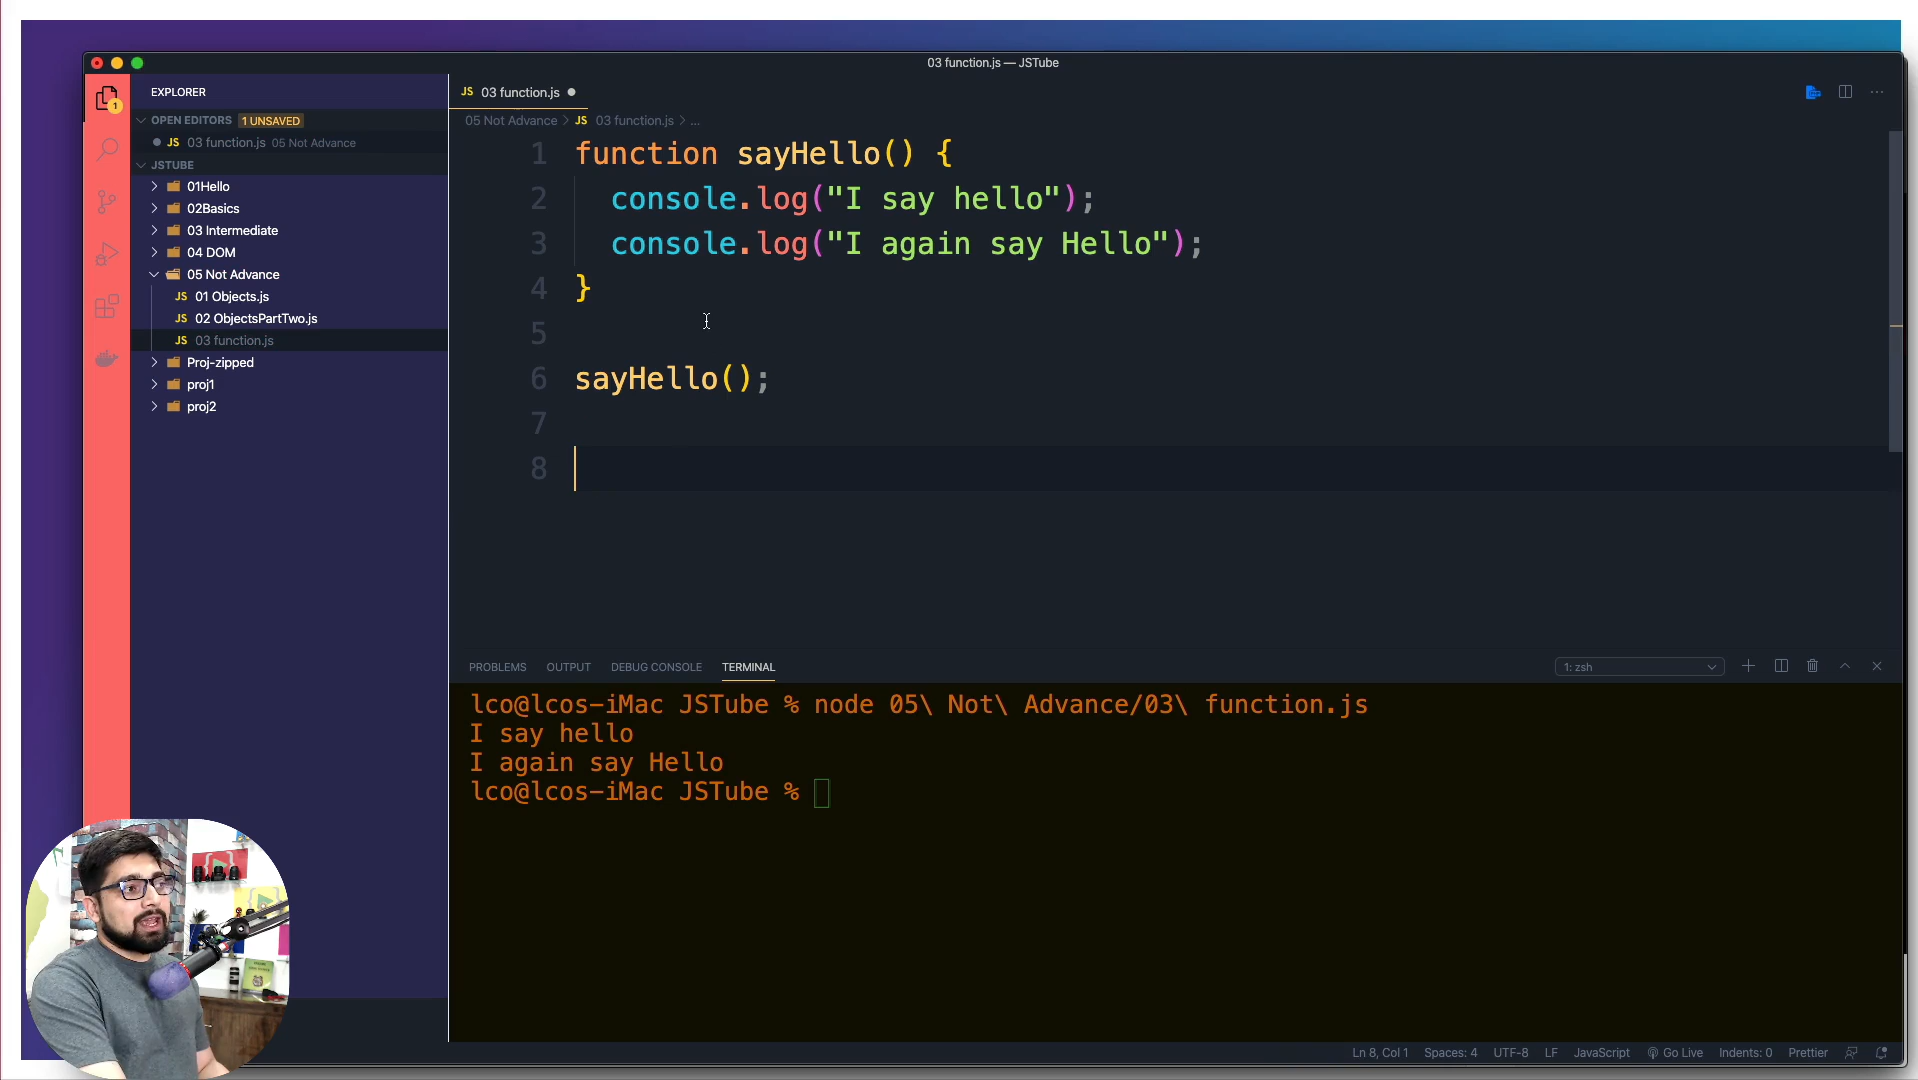 03 function.js — JSTube
EXPLORER
OPEN EDITORS 1 UNSAVED
JS 03 function.js 05 Not Advance
JSTUBE
01Hello
02Basics
03 Intermediate
04 DOM
05 Not Advance
JS 01 Objects.js
JS 02 ObjectsPartTwo.js
JS 03 function.js
Proj-zipped
proj1
proj2
1
JS 03 function.js
05 Not Advance > JS 03 function.js > ...
1 function sayHello() {
2 console.log("I say hello");
3 console.log("I again say Hello");
4 }
5
6 sayHello();
7
8
PROBLEMS OUTPUT DEBUG CONSOLE TERMINAL 1: zsh
lco@lcos-iMac JSTube % node 05\ Not\ Advance/03\ function.js
I say hello
I again say Hello
lco@lcos-iMac JSTube %
Ln 8, Col 1 Spaces: 4 UTF-8 LF JavaScript Go Live Indents: 0 Prettier